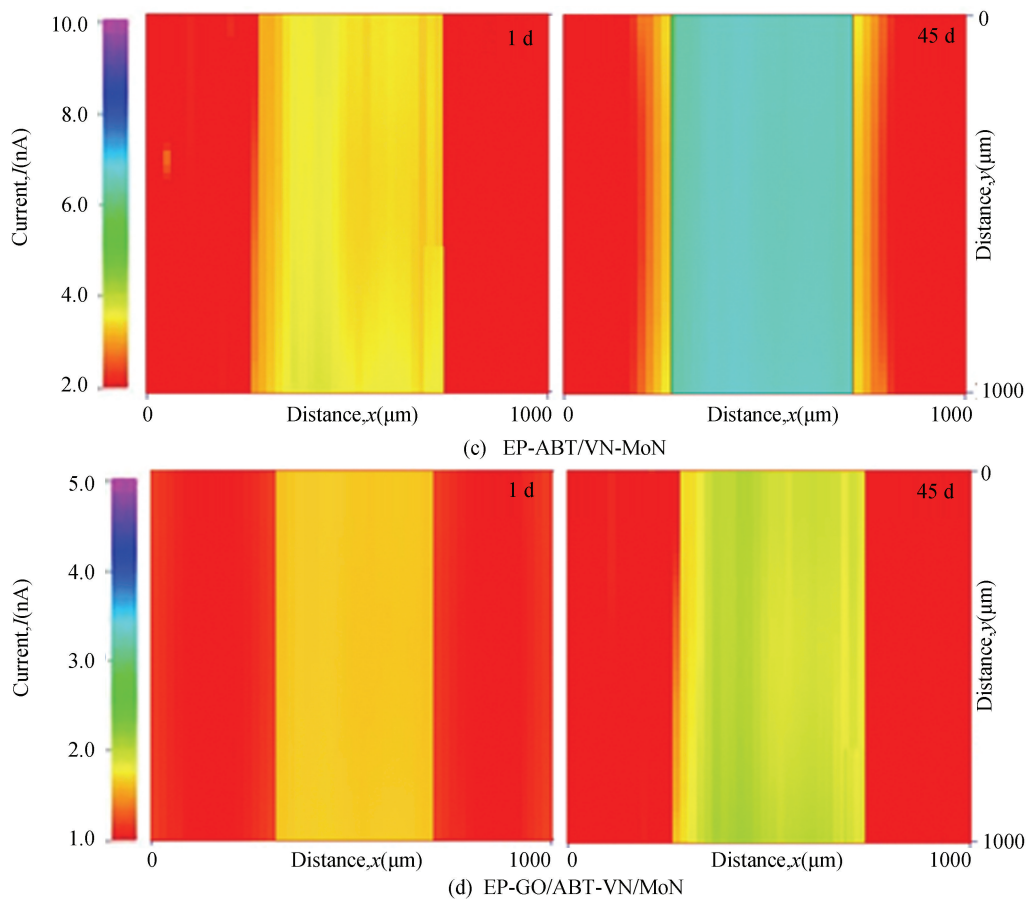 10.0
8.0
6.0
4.0
2.0
Current,I(nA)
1 d
45 d
0
1000
Distance,y(μm)
0 Distance,x(μm) 1000
0 Distance,x(μm) 1000
(c) EP-ABT/VN-MoN
5.0
4.0
3.0
2.0
1.0
Current,I(nA)
1 d
45 d
0
1000
Distance,y(μm)
0 Distance,x(μm) 1000
0 Distance,x(μm) 1000
(d) EP-GO/ABT-VN/MoN